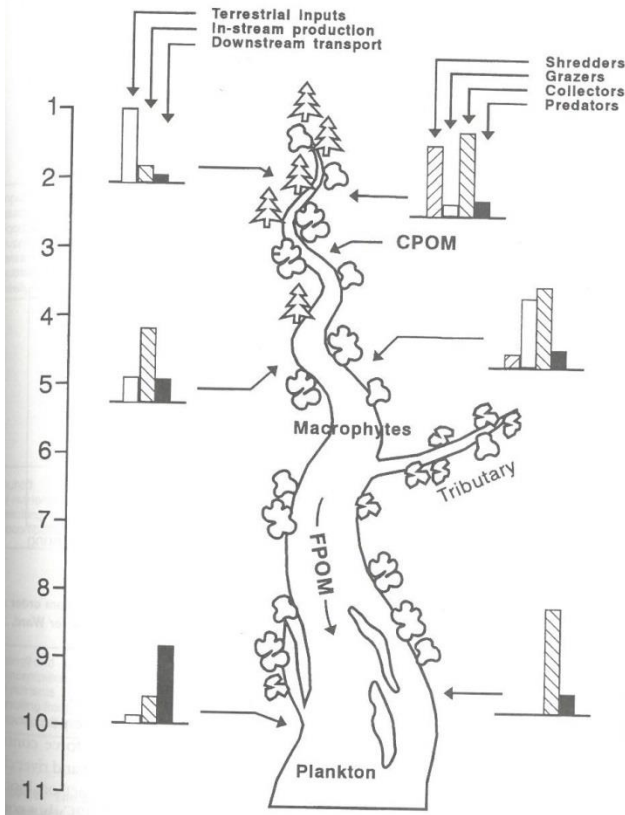 Terrestrial inputs
In-stream production
Downstream transport
Shredders
Grazers
Collectors
Predators
1
2
3
4
5
6
7
8
9
10
11
CPOM
Macrophytes
Tributary
FPOM
Plankton